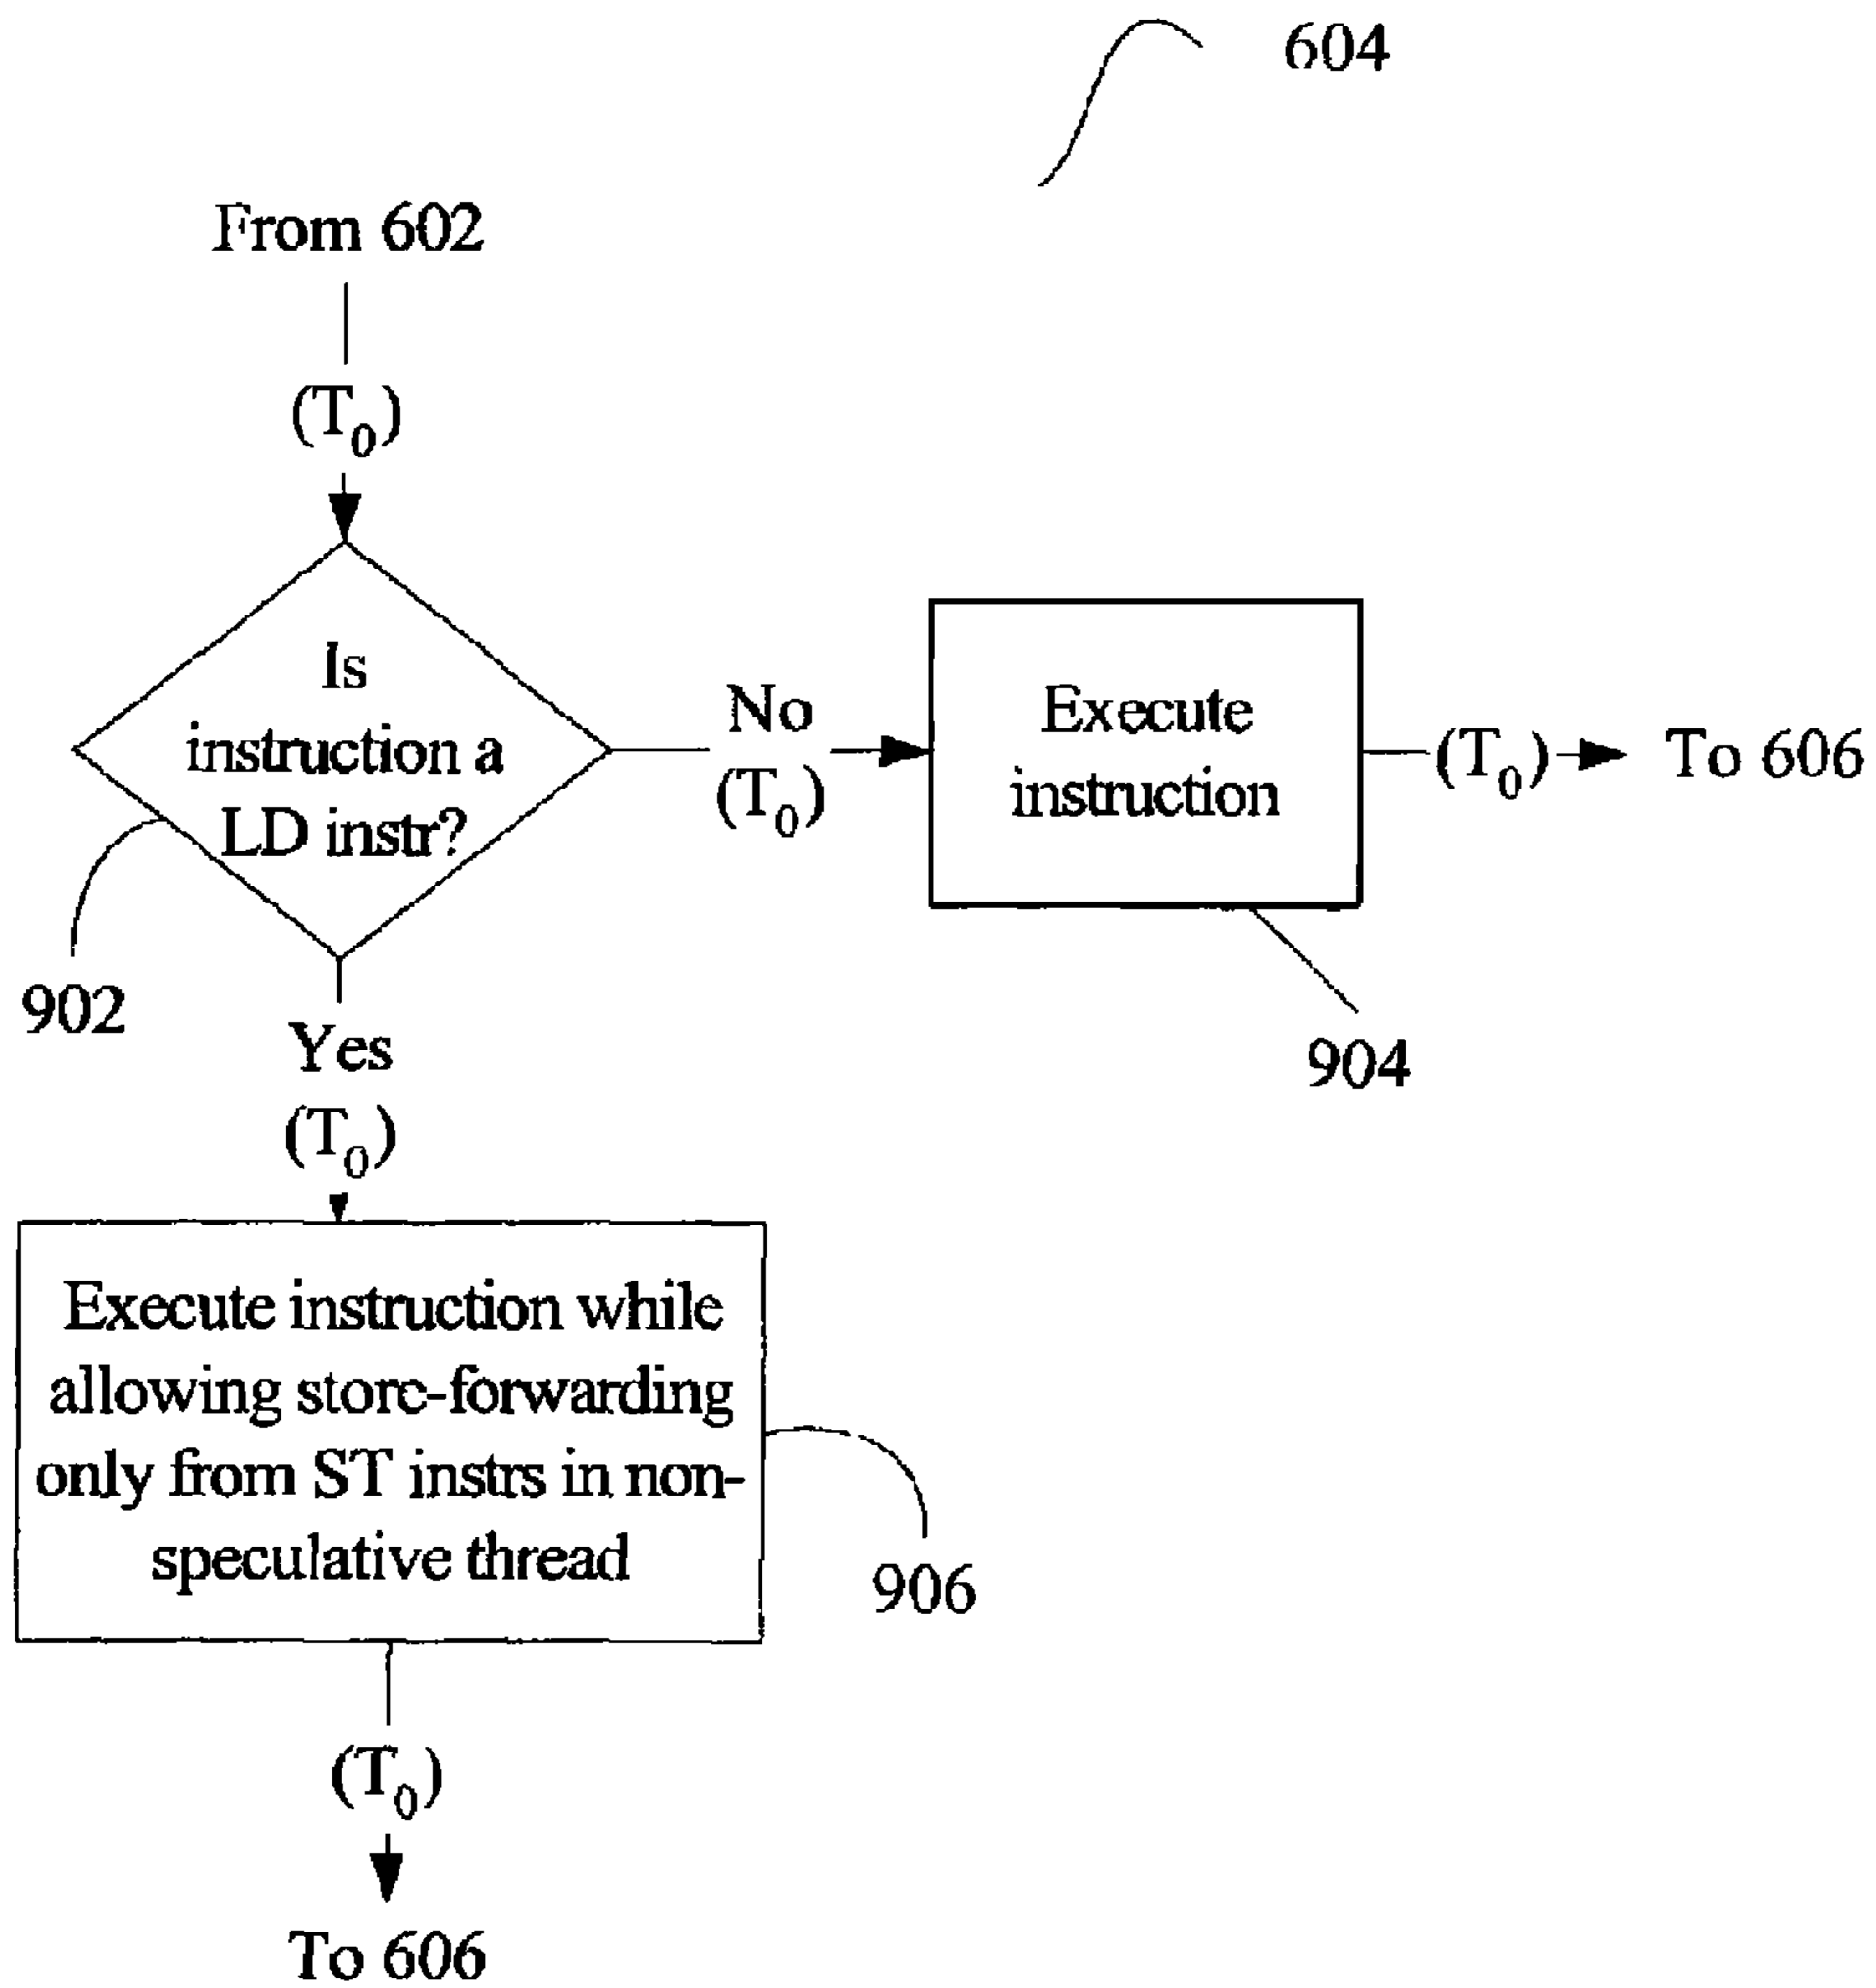 604
From 602
(T0)
Is
instruction a
LD instr?
No
(T0)
Execute
instruction
(T0)
To 606
902
904
Yes
(T0)
Execute instruction while
allowing store-forwarding
only from ST instrs in non-
speculative thread
906
(T0)
To 606